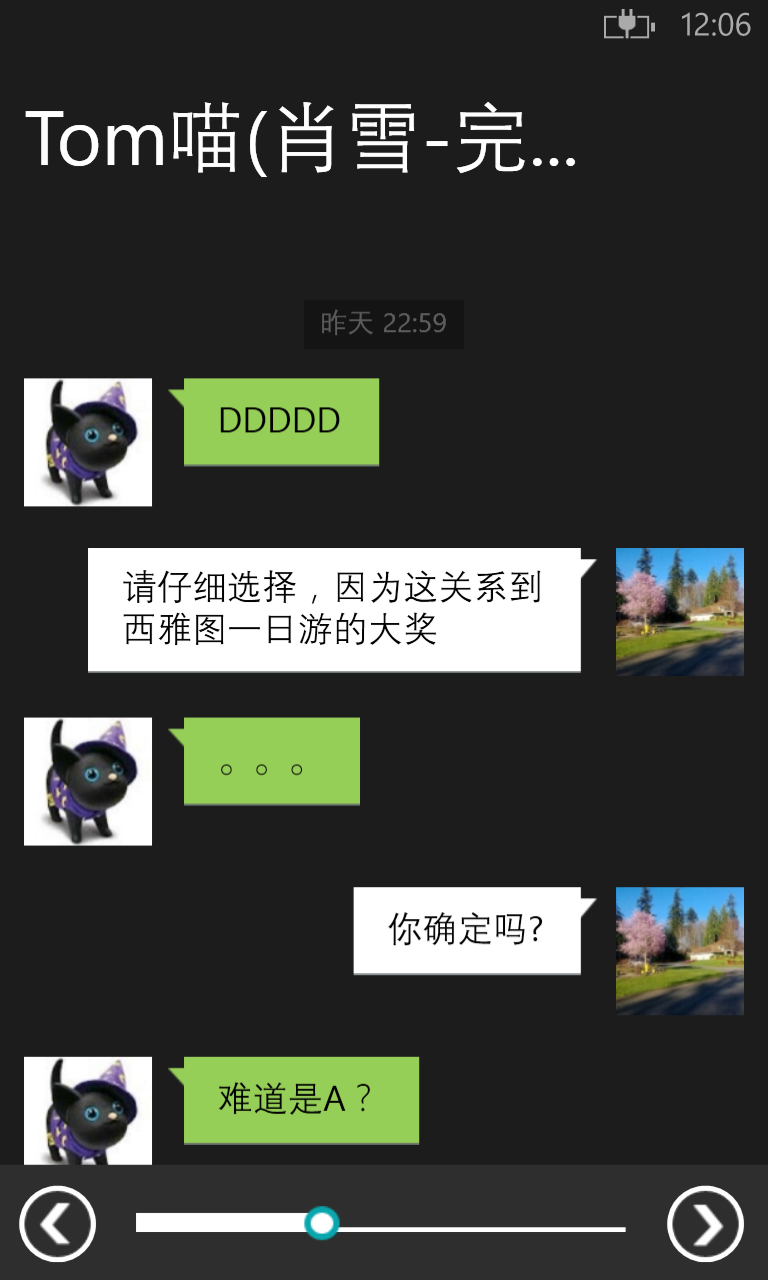 12:06
Tom喵(肖雪-完...
昨天 22:59
DDDDD
请仔细选择，因为这关系到
西雅图一日游的大奖
。。。
你确定吗?
难道是A？